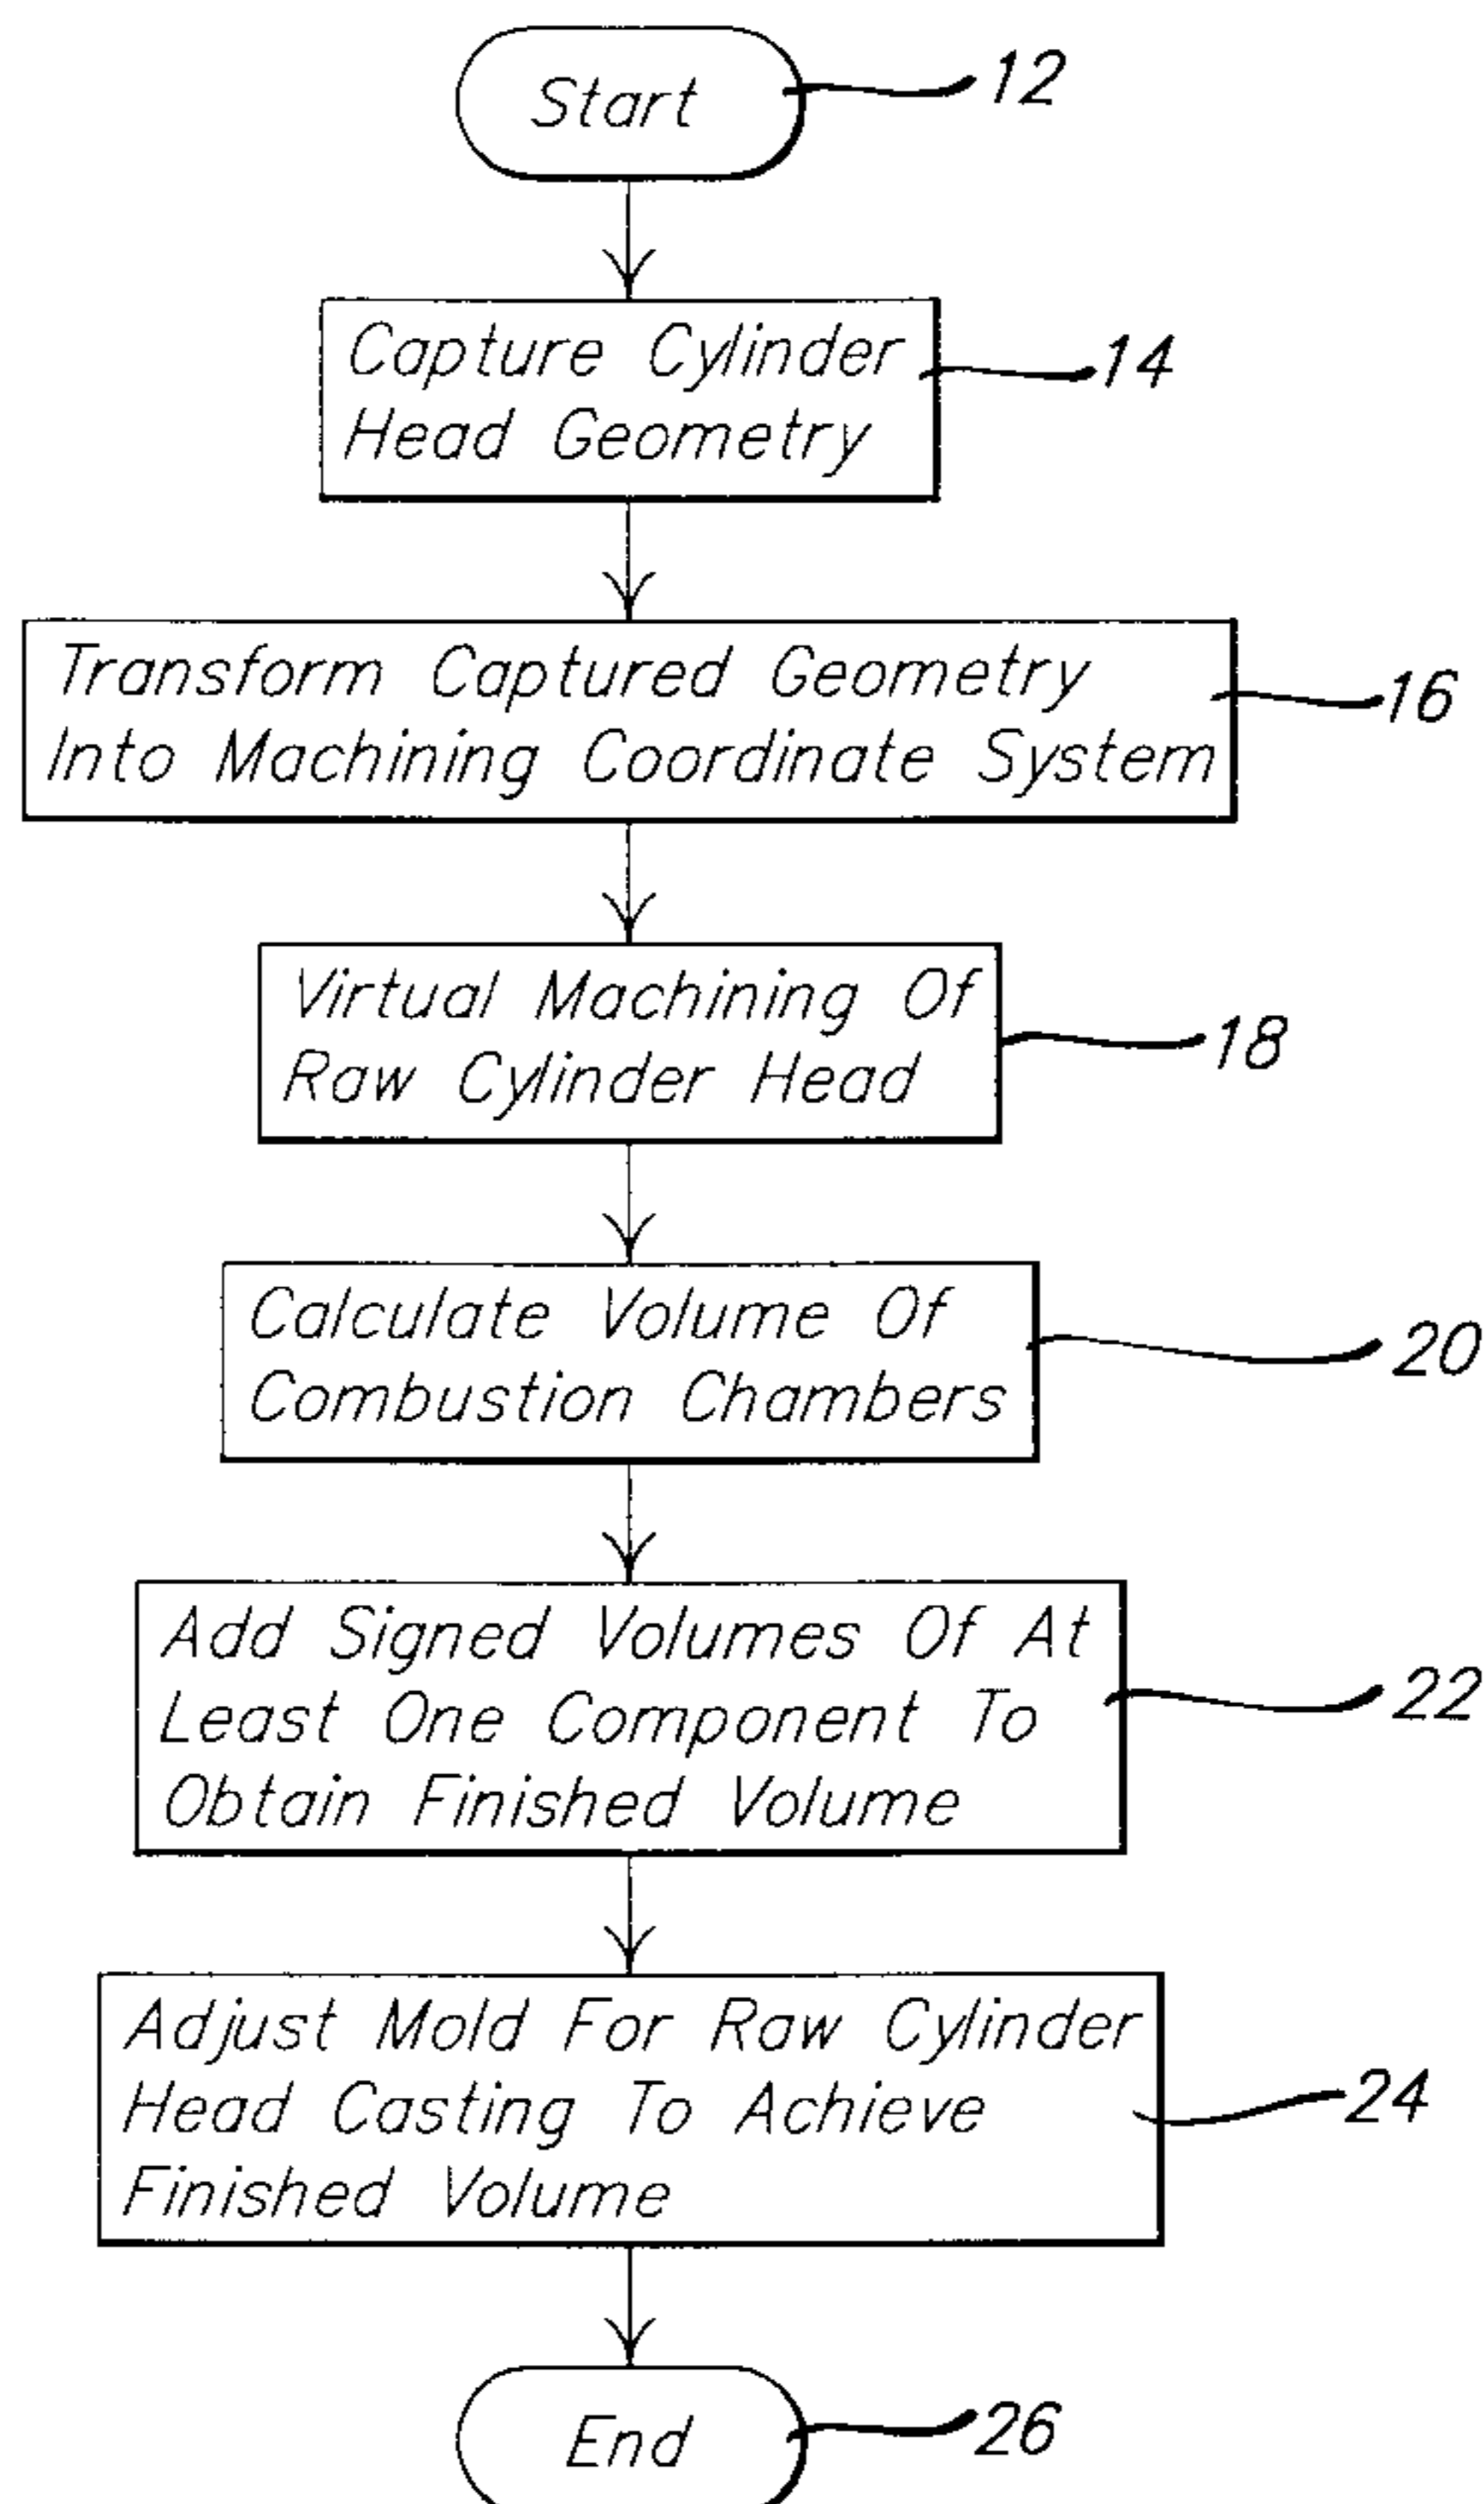 Start
12
Capture Cylinder
Head Geometry
14
Transform Captured Geometry
Into Machining Coordinate System
16
Virtual Machining Of
Raw Cylinder Head
18
Calculate Volume Of
Combustion Chambers
20
Add Signed Volumes Of At
Least One Component To
Obtain Finished Volume
22
Adjust Mold For Raw Cylinder
Head Casting To Achieve
Finished Volume
24
End
26